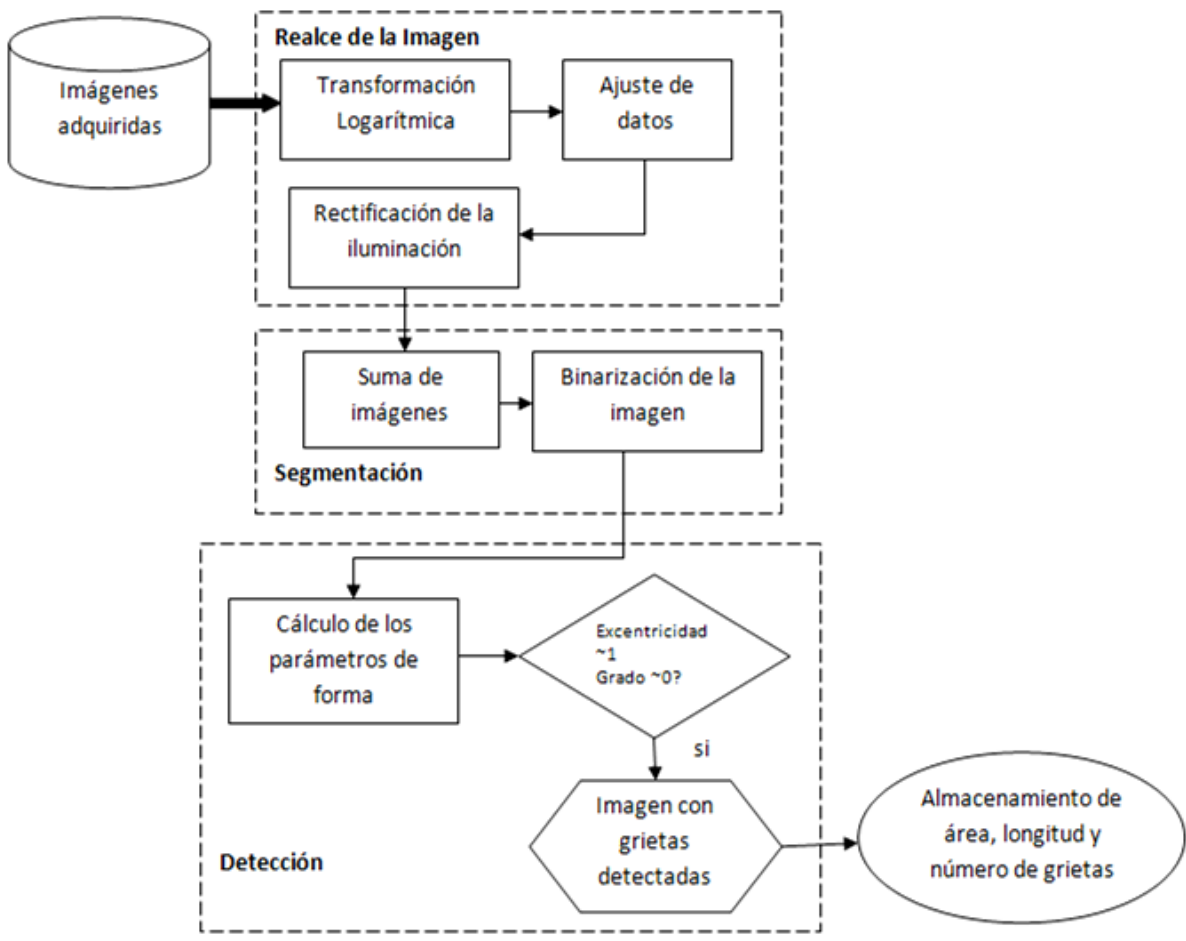 Realce de la Imagen
Imágenes
adquiridas
Transformación
Logarítmica
Ajuste de
datos
Rectificación de la
iluminación
Suma de
imágenes
Binarización de la
imagen
Segmentación
Cálculo de los
parámetros de
forma
Excentricidad
~1
Grado ~0?
si
Imagen con
grietas
detectadas
Detección
Almacenamiento de
área, longitud y
número de grietas